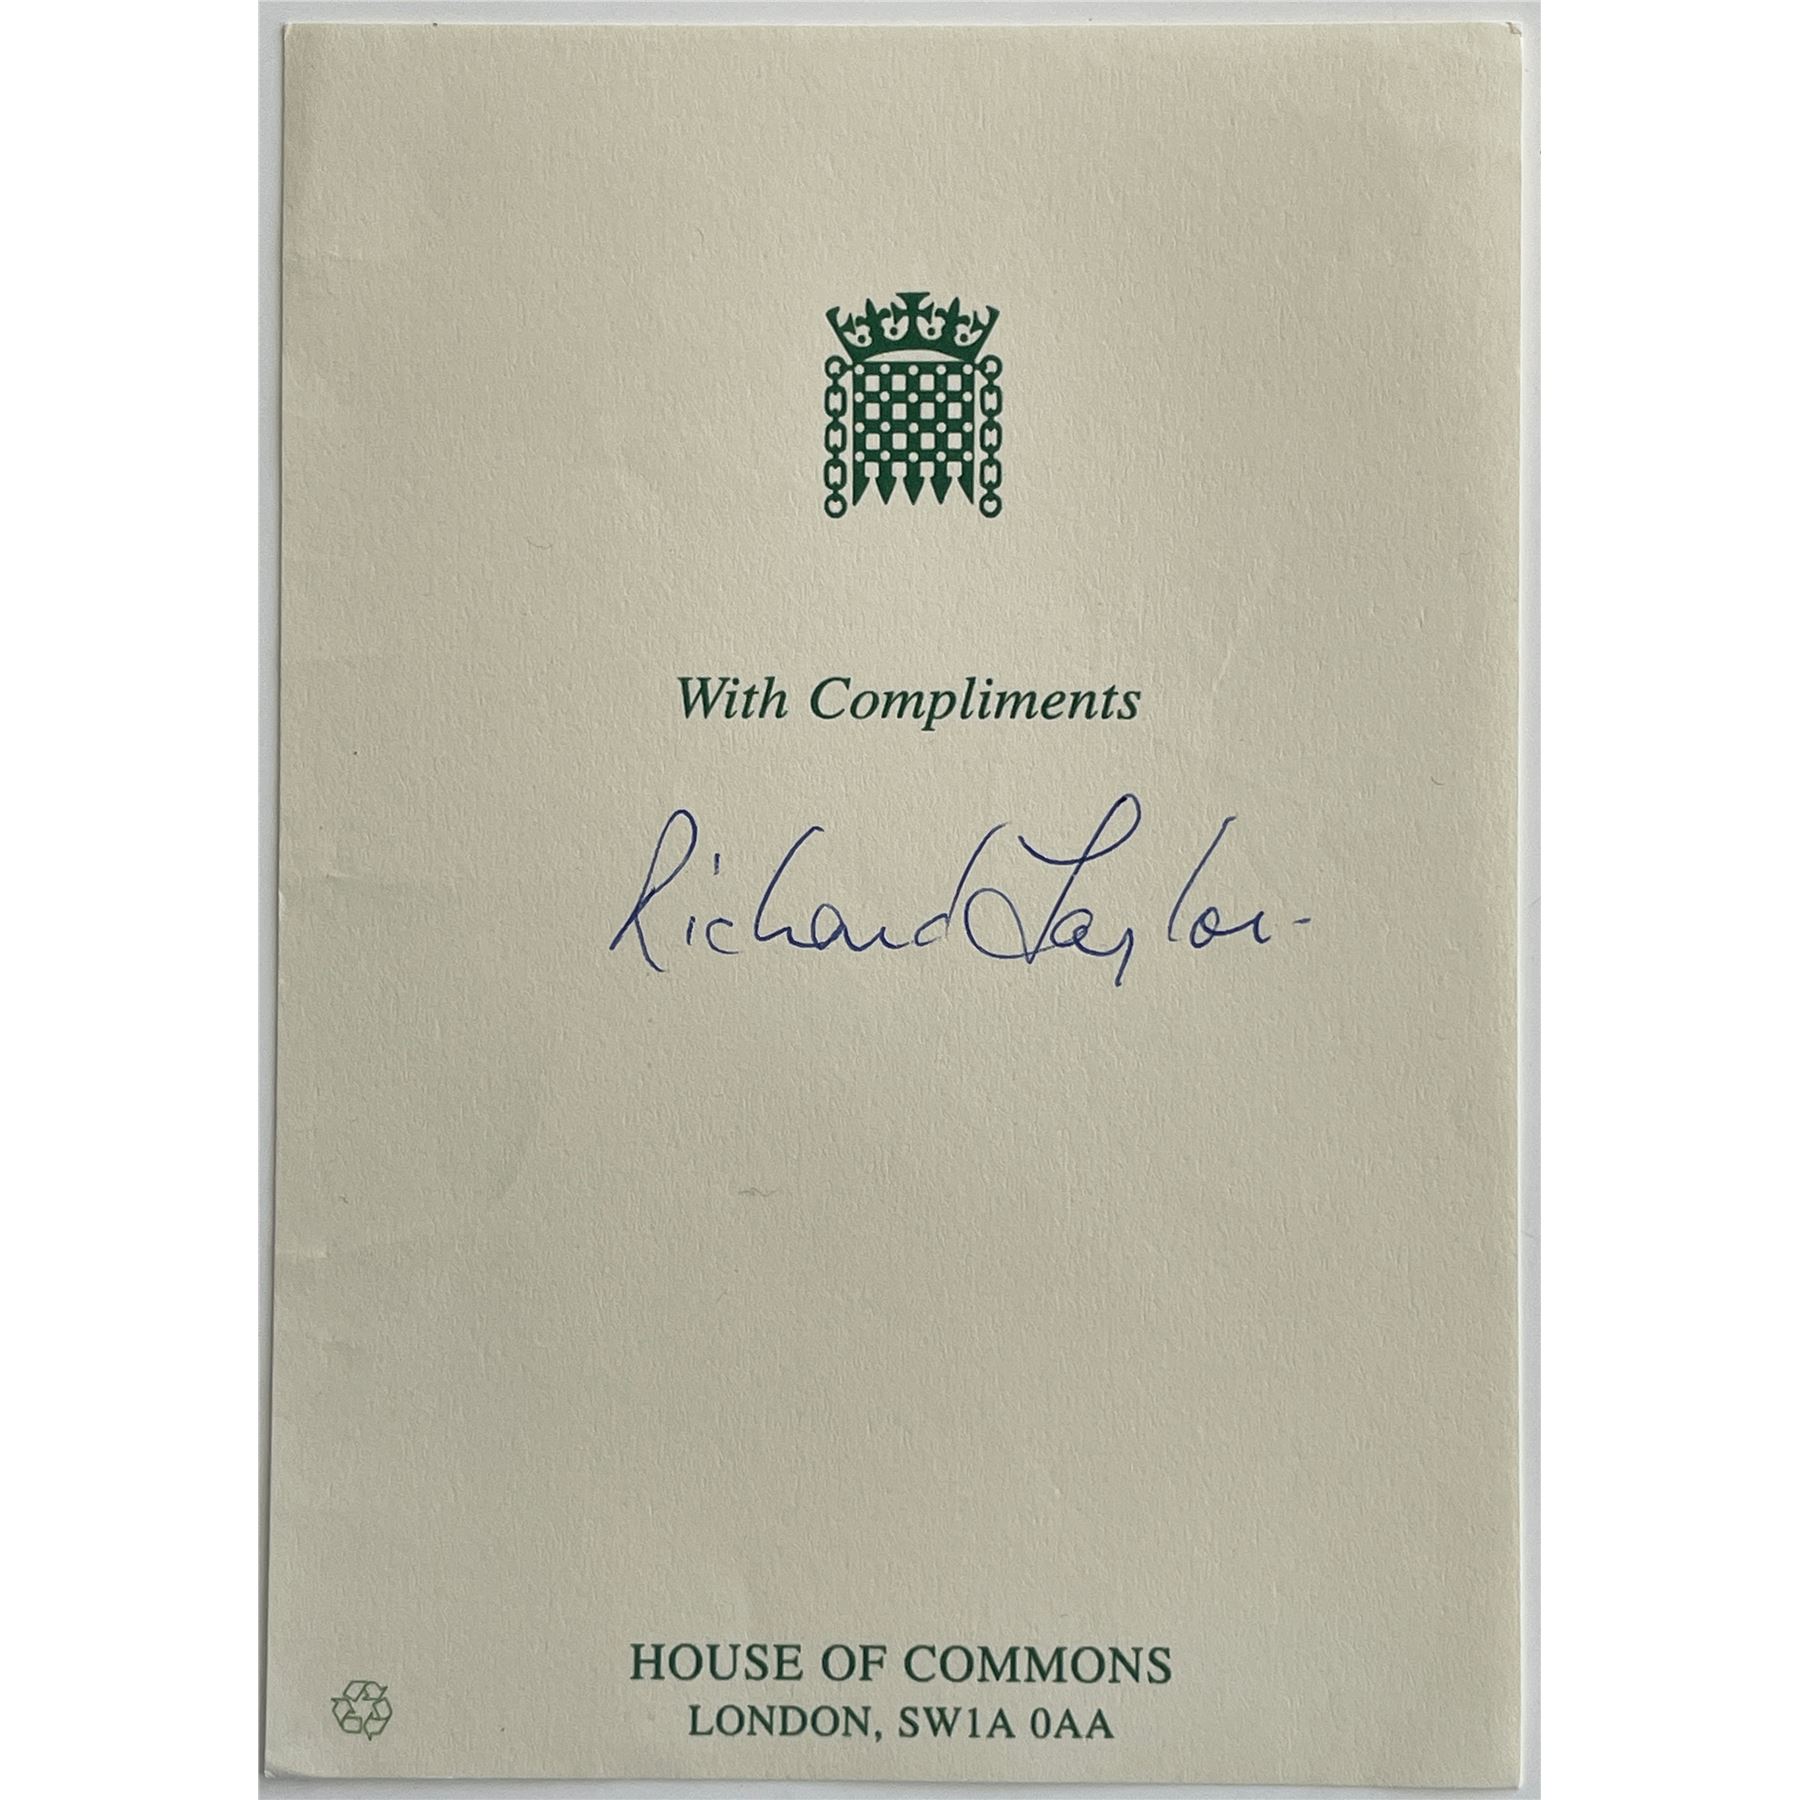 With Compliments
Richard Taylor
HOUSE OF COMMONS
LONDON, SW1A 0AA